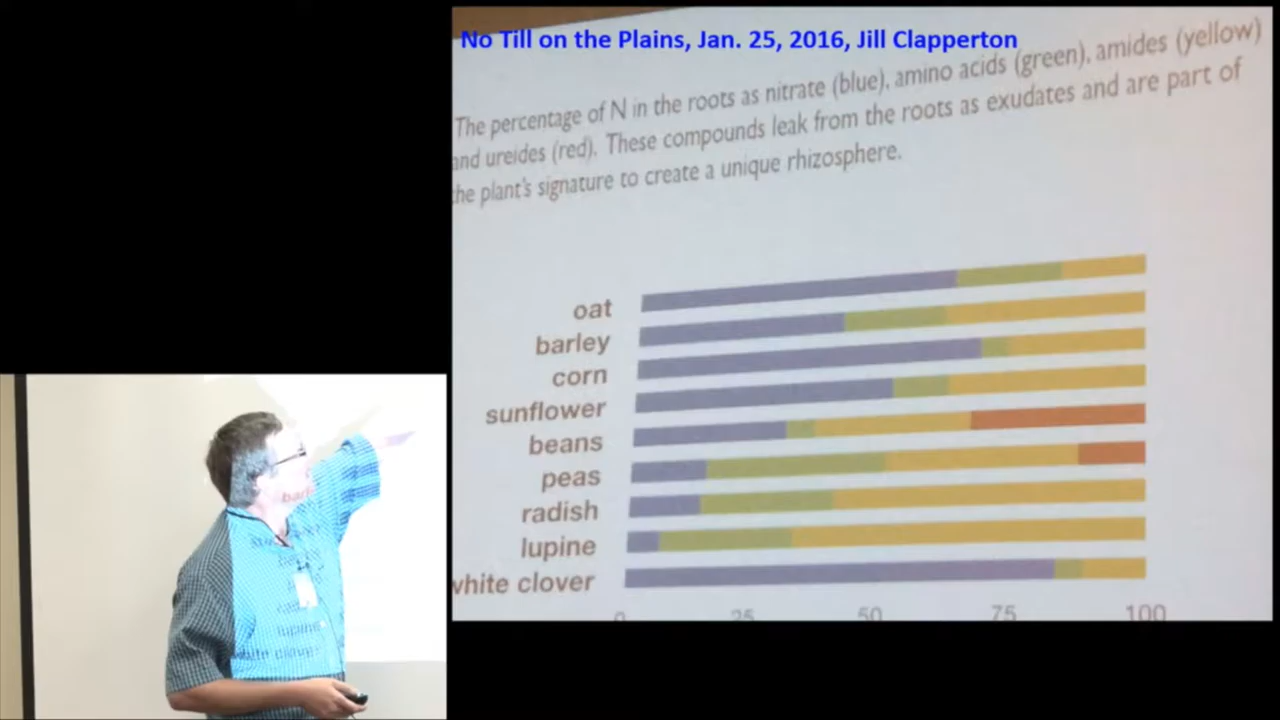 No Till on the Plains, Jan. 25, 2016, Jill Clapperton
The percentage of N in the roots as nitrate (blue), amino acids (green), amides (yellow)
and ureides (red). These compounds leak from the roots as exudates and are part of
the plant's signature to create a unique rhizosphere.
oat
barley
corn
sunflower
beans
peas
radish
lupine
white clover
0 25 50 75 100
lupine
white clover